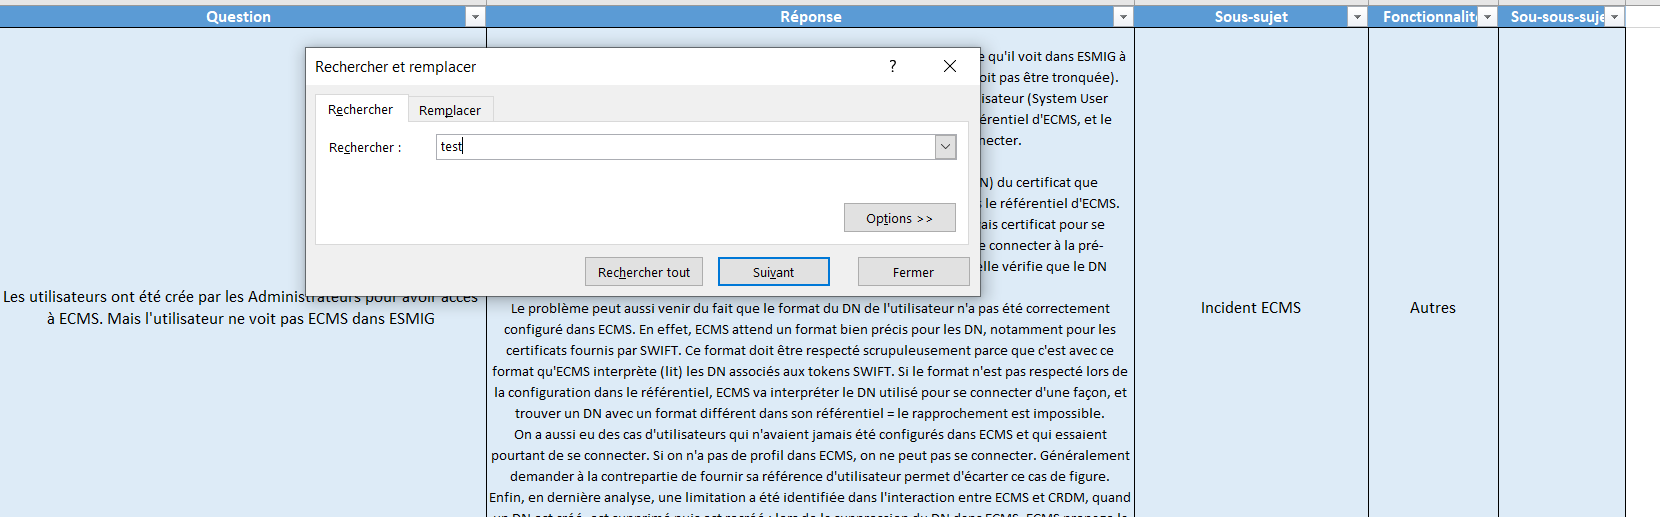 Question Réponse Sous-sujet Fonctionnalit Sou-sous-suje
Rechercher et remplacer ?
Rechercher Remplacer
Rechercher : test
Options >>
Rechercher tout Suivant Fermer
Les utilisateurs ont été crée par les Administrateurs pour avoir accès
à ECMS. Mais l'utilisateur ne voit pas ECMS dans ESMIG
qu'il voit dans ESMIG à
pas être tronquée).
(System User
d'ECMS, et le
du certificat que
le référentiel d'ECMS.
certificat pour se
connecter à la pré-
elle vérifie que le DN
Le problème peut aussi venir du fait que le format du DN de l'utilisateur n'a pas été correctement
configuré dans ECMS. En effet, ECMS attend un format bien précis pour les DN, notamment pour les
certificats fournis par SWIFT. Ce format doit être respecté scrupuleusement parce que c'est avec ce
format qu'ECMS interprète (lit) les DN associés aux tokens SWIFT. Si le format n'est pas respecté lors de
la configuration dans le référentiel, ECMS va interpréter le DN utilisé pour se connecter d'une façon, et
trouver un DN avec un format différent dans son référentiel = le rapprochement est impossible.
On a aussi eu des cas d'utilisateurs qui n'avaient jamais été configurés dans ECMS et qui essaient
pourtant de se connecter. Si on n'a pas de profil dans ECMS, on ne peut pas se connecter. Généralement
demander à la contrepartie de fournir sa référence d'utilisateur permet d'écarter ce cas de figure.
Enfin, en dernière analyse, une limitation a été identifiée dans l'interaction entre ECMS et CRDM, quand
Incident ECMS
Autres